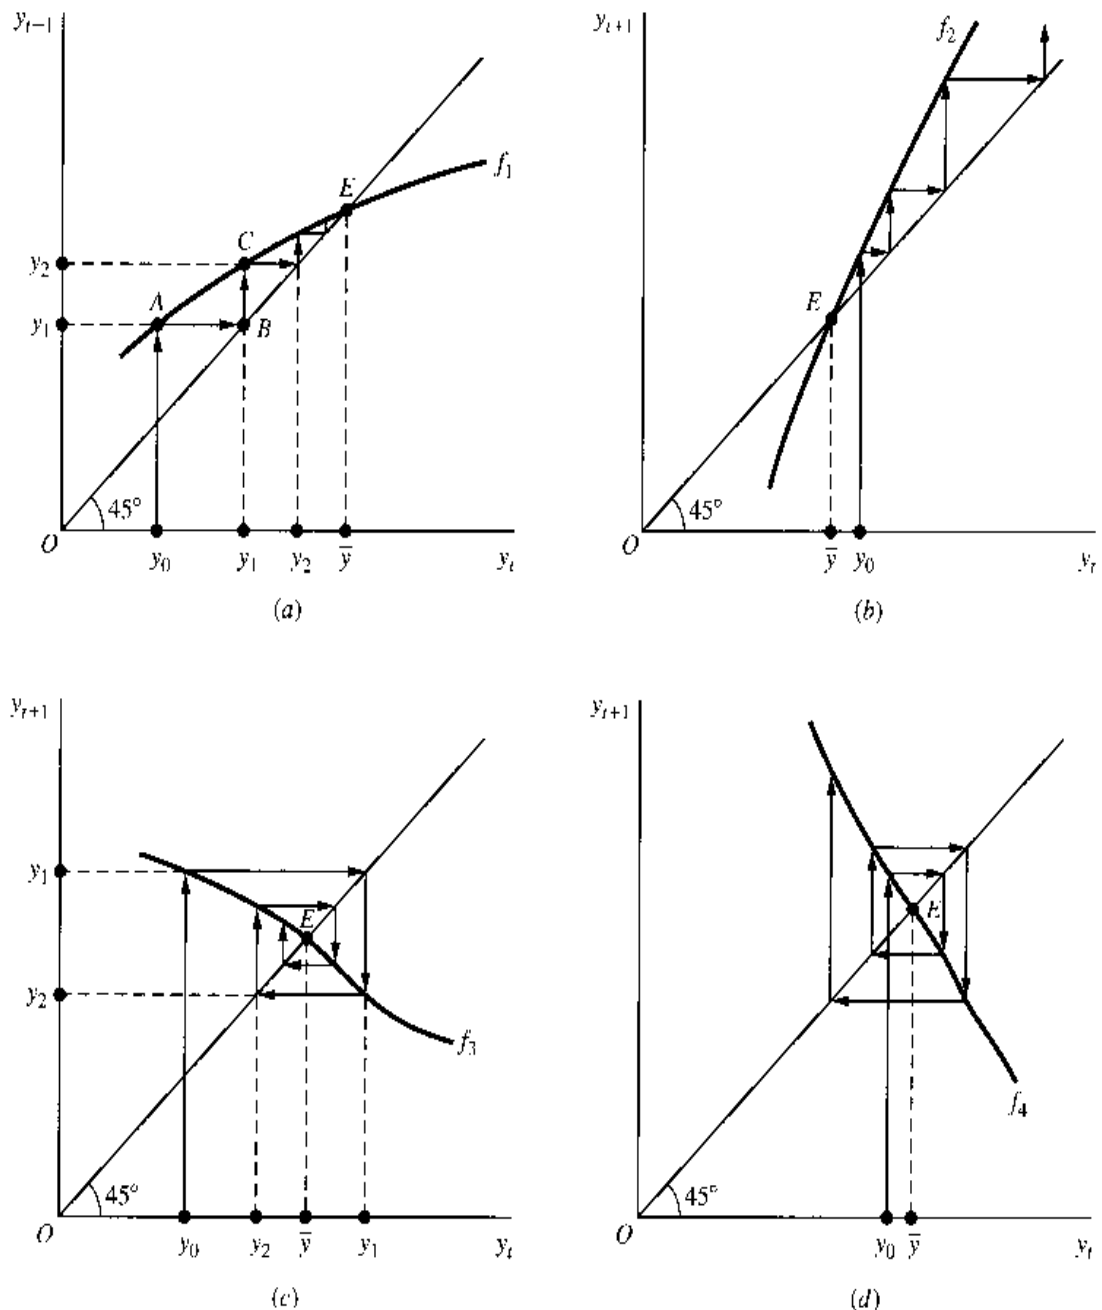 y_{t-1}
f_1
E
C
y_2
A
y_1
B
45°
O
y_0
y_1
y_2
ȳ
y_t
(a)
y_{t+1}
f_2
E
45°
O
ȳ
y_0
y_t
(b)
y_{t+1}
y_1
E
y_2
f_3
45°
O
y_0
y_2
ȳ
y_1
y_t
(c)
y_{t+1}
E
f_4
45°
O
y_0
ȳ
y_t
(d)